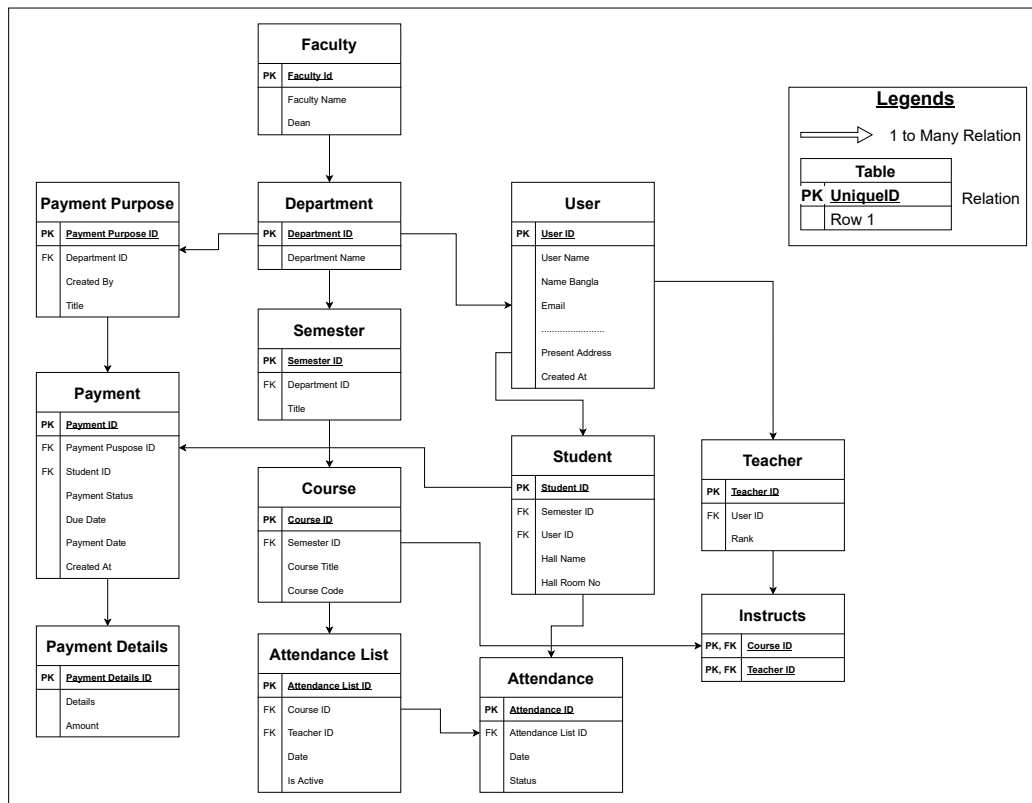 Faculty
PK Faculty Id
Faculty Name
Dean
Legends
1 to Many Relation
Table
PK UniqueID
Row 1
Relation
Payment Purpose
PK Payment Purpose ID
FK Department ID
Created By
Title
Department
PK Department ID
Department Name
User
PK User ID
User Name
Name Bangla
Email
.........................
Present Address
Created At
Semester
PK Semester ID
FK Department ID
Title
Payment
PK Payment ID
FK Payment Puspose ID
FK Student ID
Payment Status
Due Date
Payment Date
Created At
Course
PK Course ID
FK Semester ID
Course Title
Course Code
Student
PK Student ID
FK Semester ID
FK User ID
Hall Name
Hall Room No
Teacher
PK Teacher ID
FK User ID
Rank
Instructs
PK, FK Course ID
PK, FK Teacher ID
Payment Details
PK Payment Details ID
Details
Amount
Attendance List
PK Attendance List ID
FK Course ID
FK Teacher ID
Date
Is Active
Attendance
PK Attendance ID
FK Attendance List ID
Date
Status